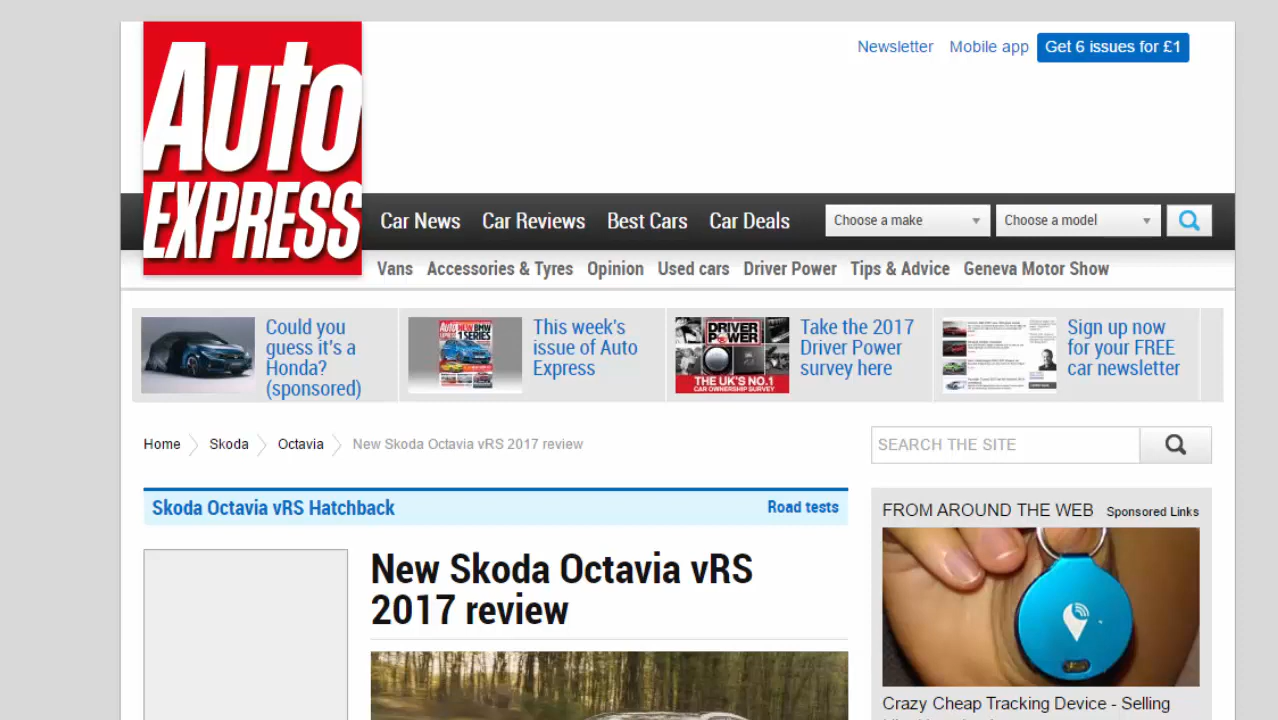 Auto
EXPRESS
Newsletter Mobile app Get 6 issues for £1
Car News Car Reviews Best Cars Car Deals Choose a make Choose a model
Vans Accessories & Tyres Opinion Used cars Driver Power Tips & Advice Geneva Motor Show
Could you
guess it's a
Honda?
(sponsored)
This week's
issue of Auto
Express
DRIVER
POWER
THE UK'S NO.1
CAR OWNERSHIP SURVEY
Take the 2017
Driver Power
survey here
Sign up now
for your FREE
car newsletter
Home Skoda Octavia New Skoda Octavia vRS 2017 review
SEARCH THE SITE
Skoda Octavia vRS Hatchback Road tests
FROM AROUND THE WEB Sponsored Links
New Skoda Octavia vRS
2017 review
Crazy Cheap Tracking Device - Selling